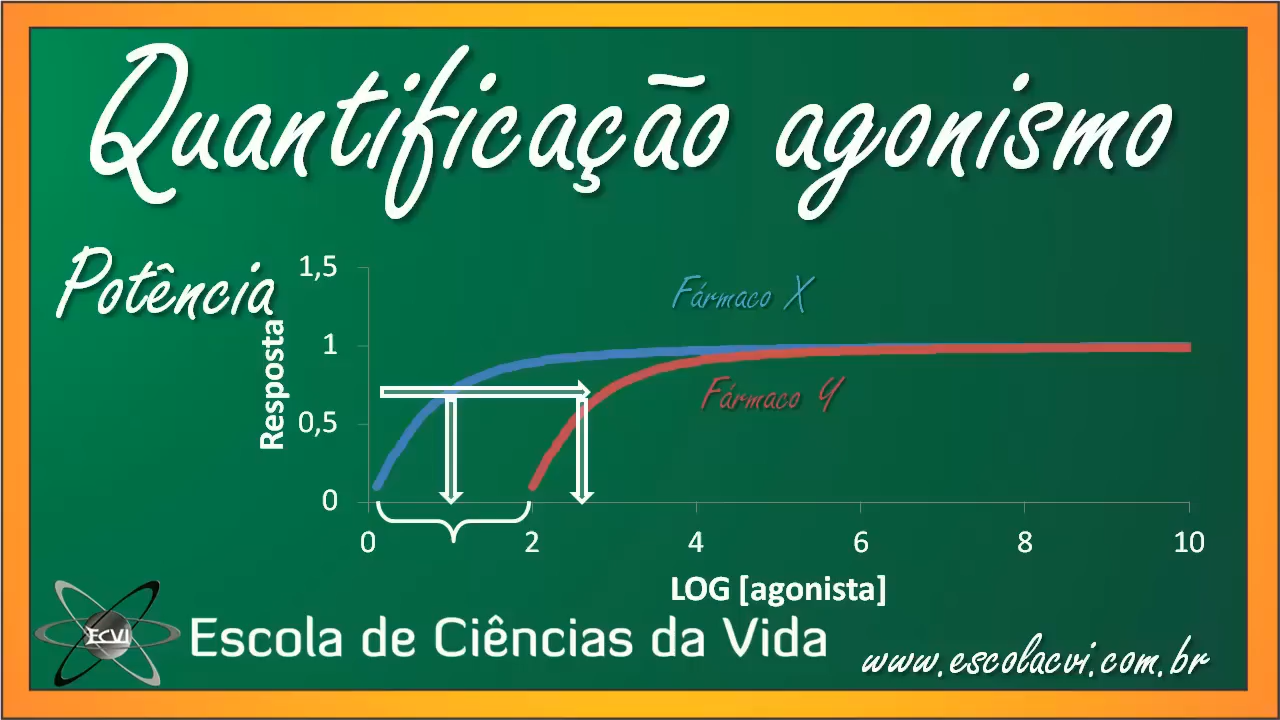 Quantificação agonismo
Potência
Resposta
1,5
1
0,5
0
Fármaco X
Fármaco Y
0 2 4 6 8 10
LOG [agonista]
ECVI
Escola de Ciências da Vida
www.escolacvi.com.br